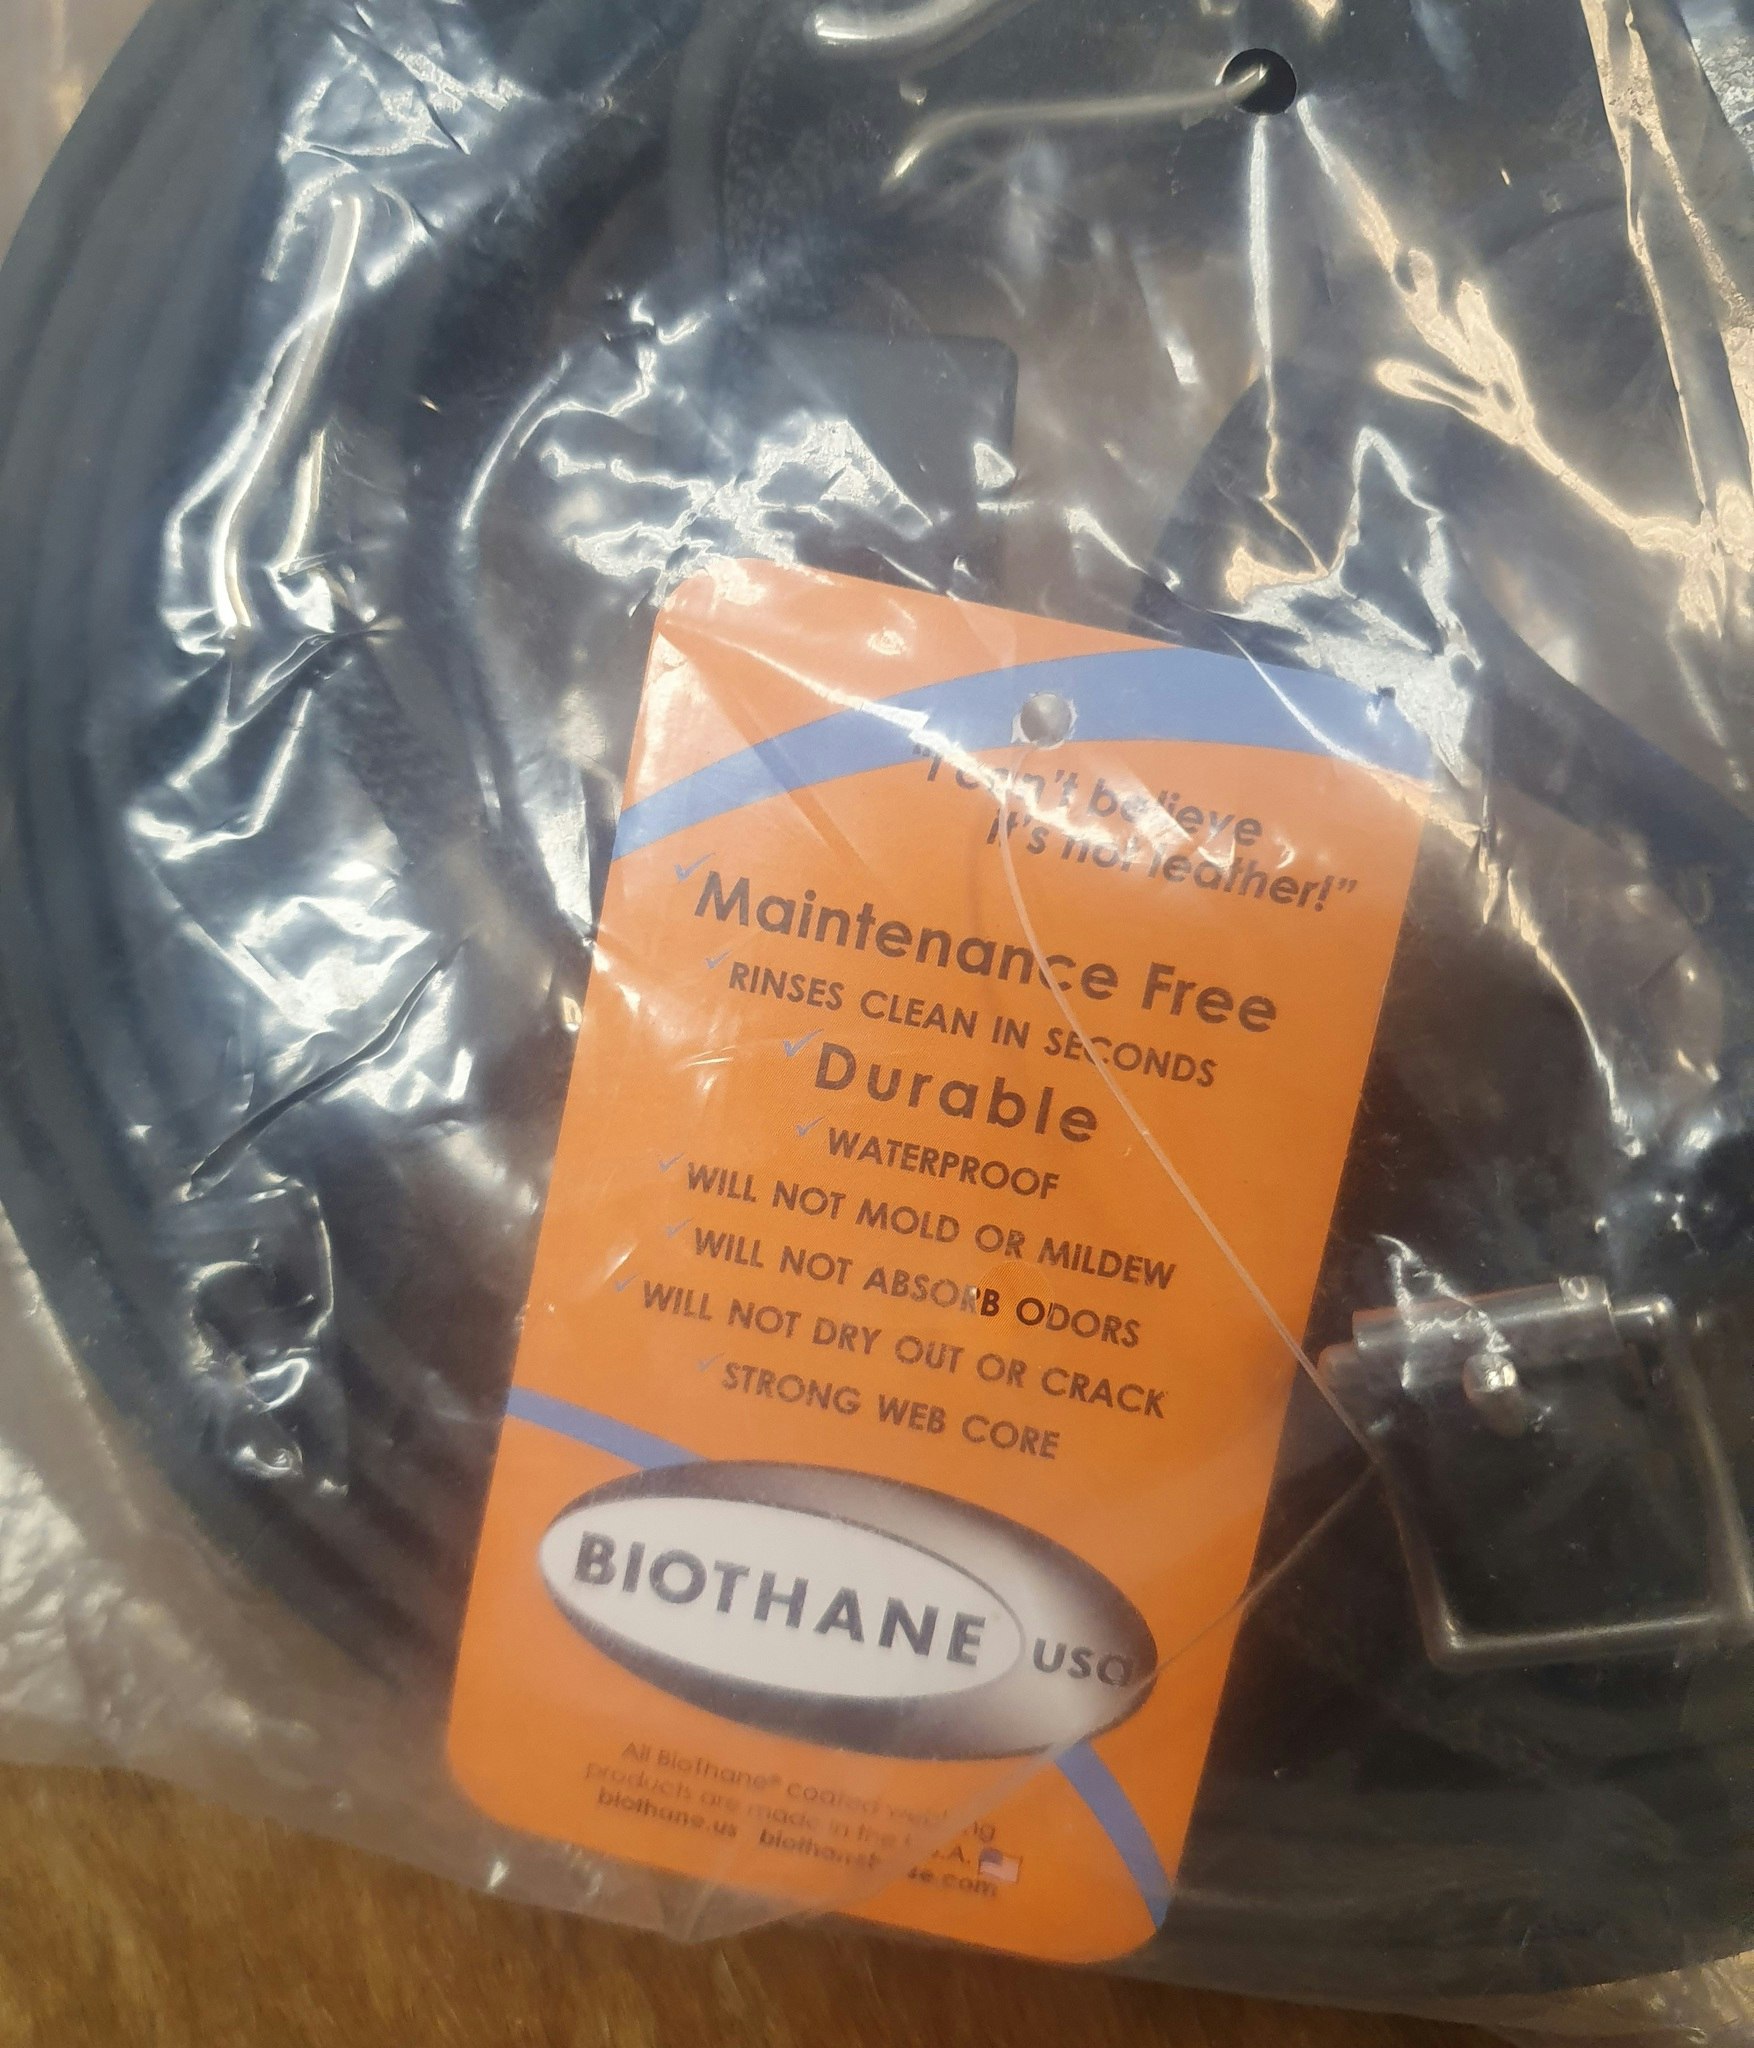 "I can't believe
it's not leather!"
Maintenance Free
RINSES CLEAN IN SECONDS
Durable
WATERPROOF
WILL NOT MOLD OR MILDEW
WILL NOT ABSORB ODORS
WILL NOT DRY OUT OR CRACK
STRONG WEB CORE
BIOTHANE usa
All BioThane® coated
products are made in the
biothane.us